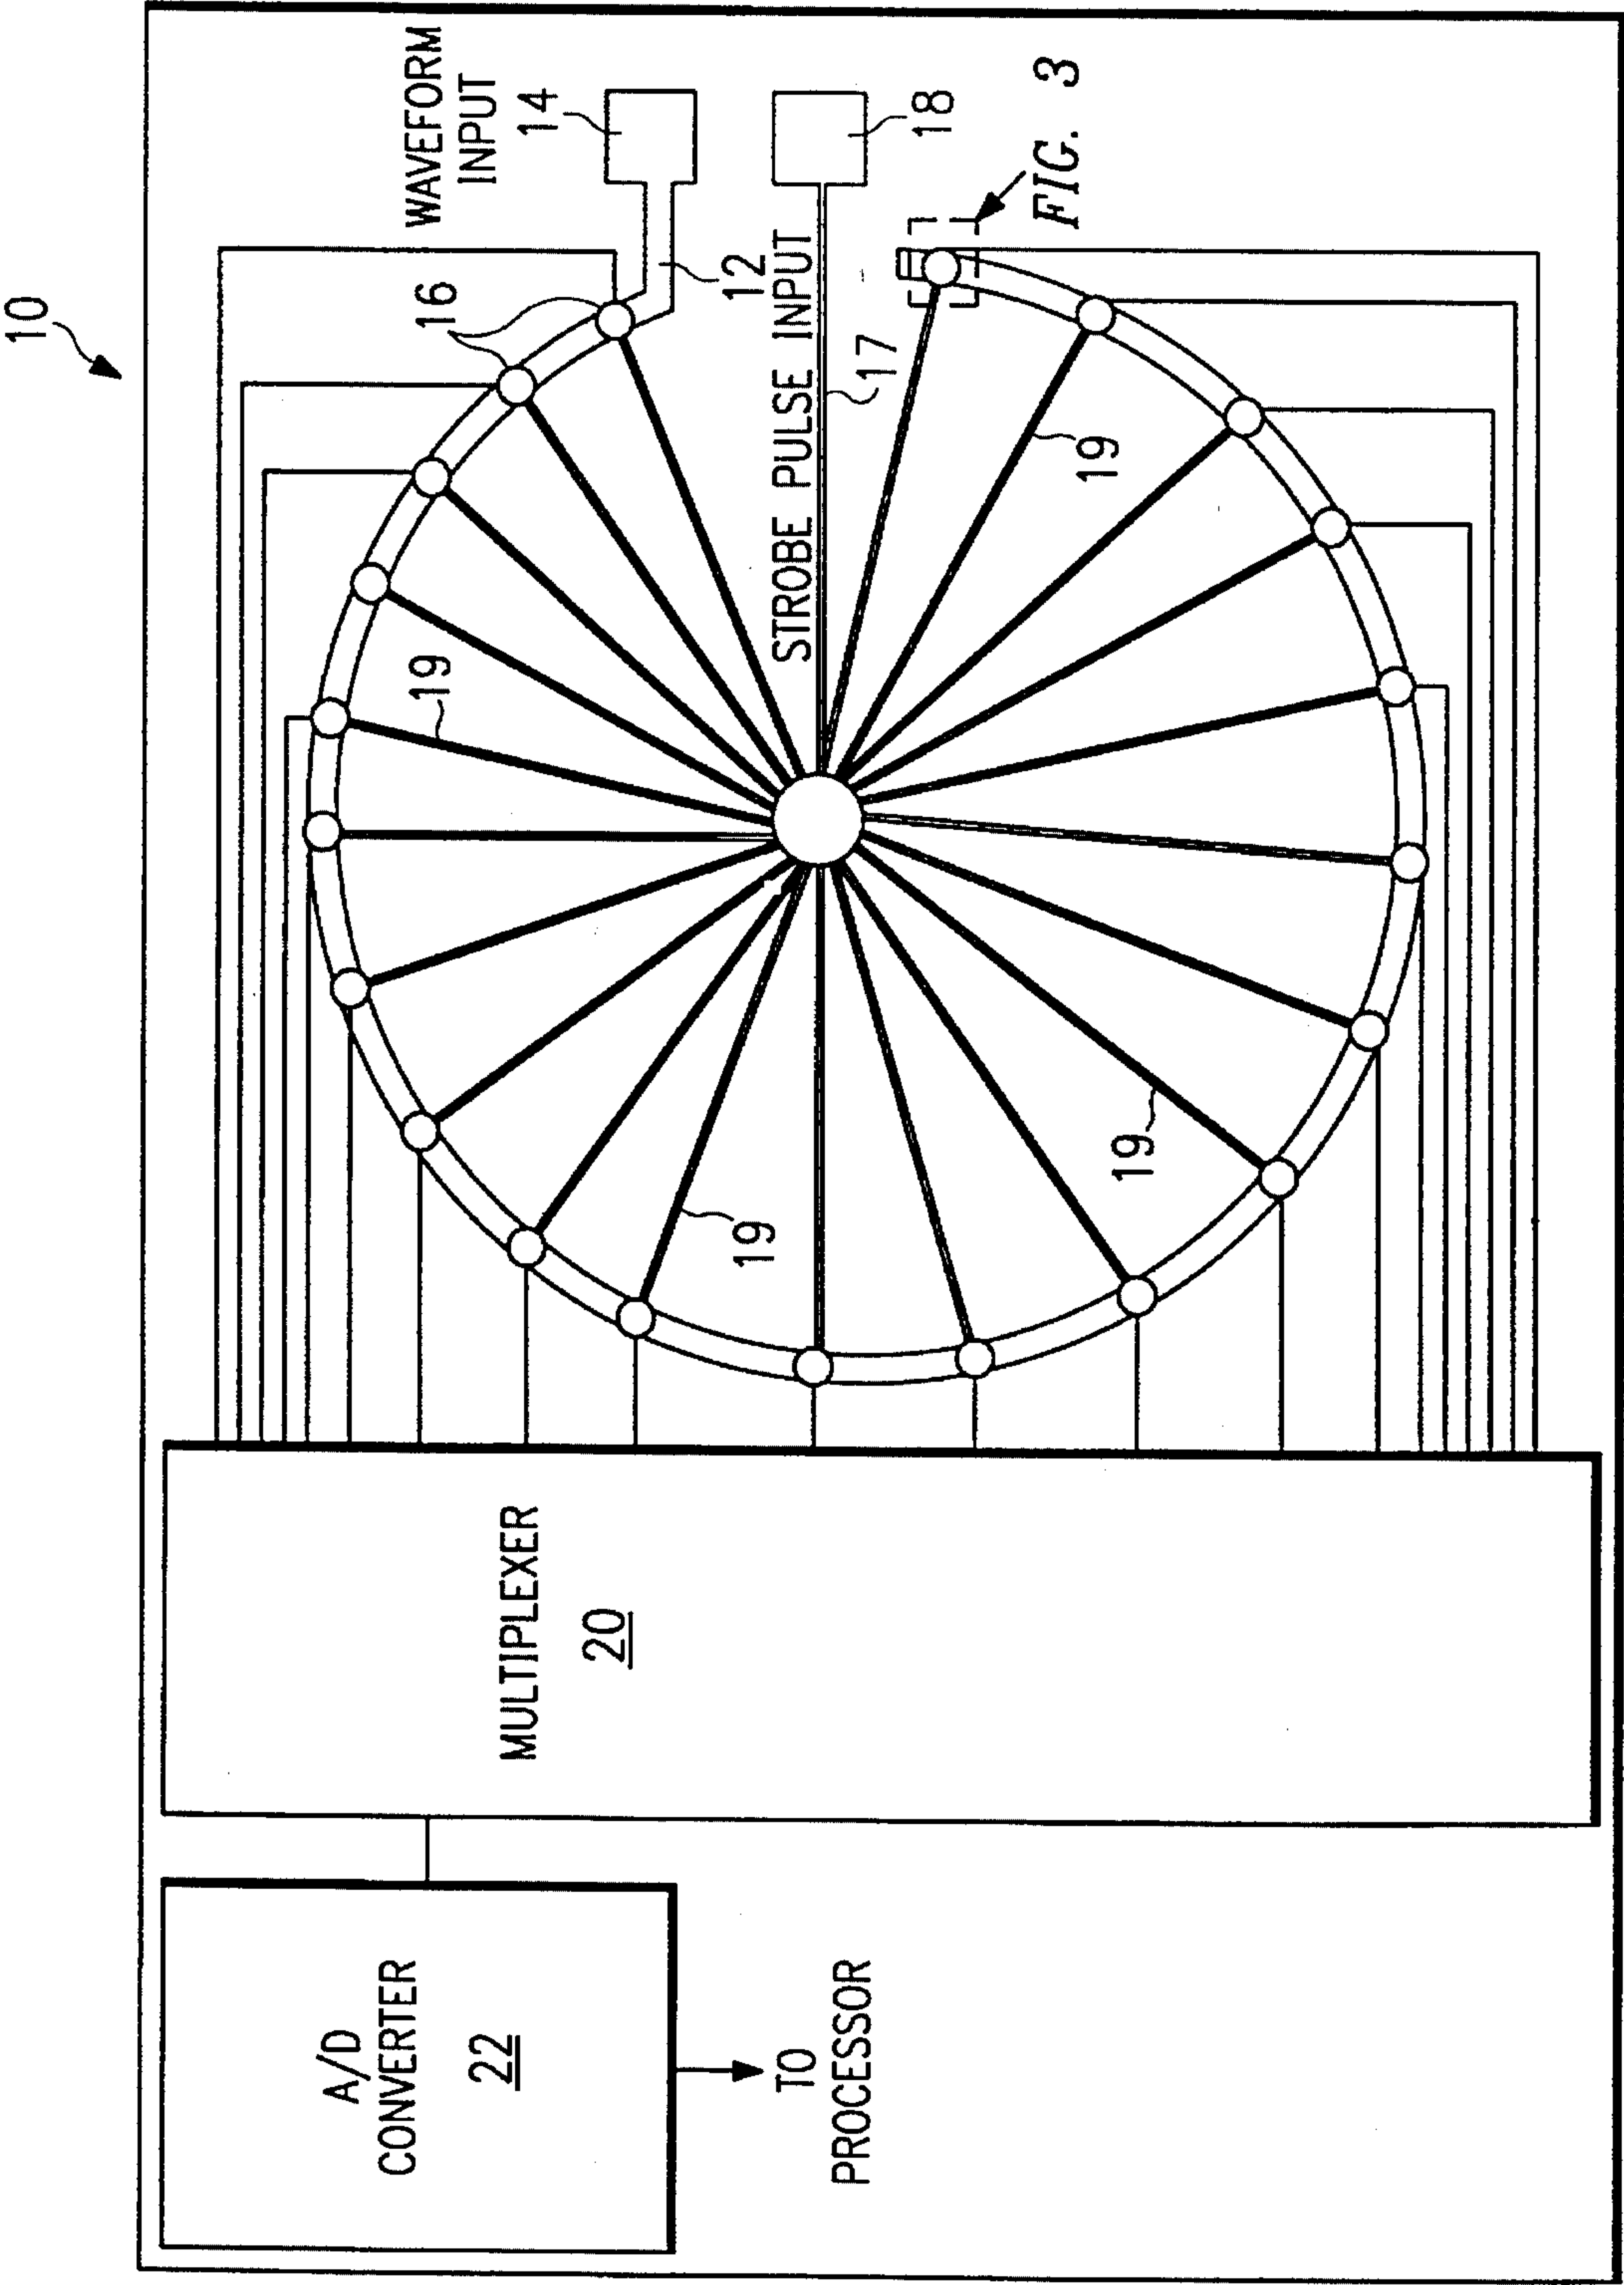 10
WAVEFORM
INPUT
14
16
12
STROBE PULSE INPUT
18
17
FIG. 3
19
19
19
19
MULTIPLEXER
20
A/D
CONVERTER
22
TO
PROCESSOR